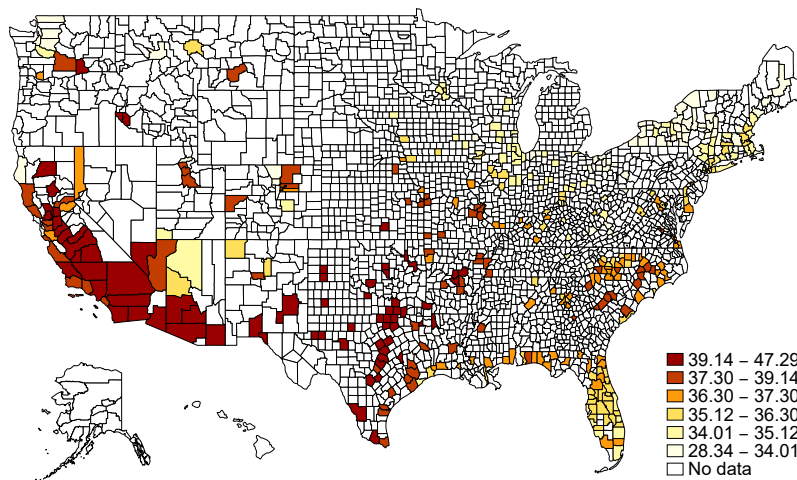 39.14 – 47.29
37.30 – 39.14
36.30 – 37.30
35.12 – 36.30
34.01 – 35.12
28.34 – 34.01
No data